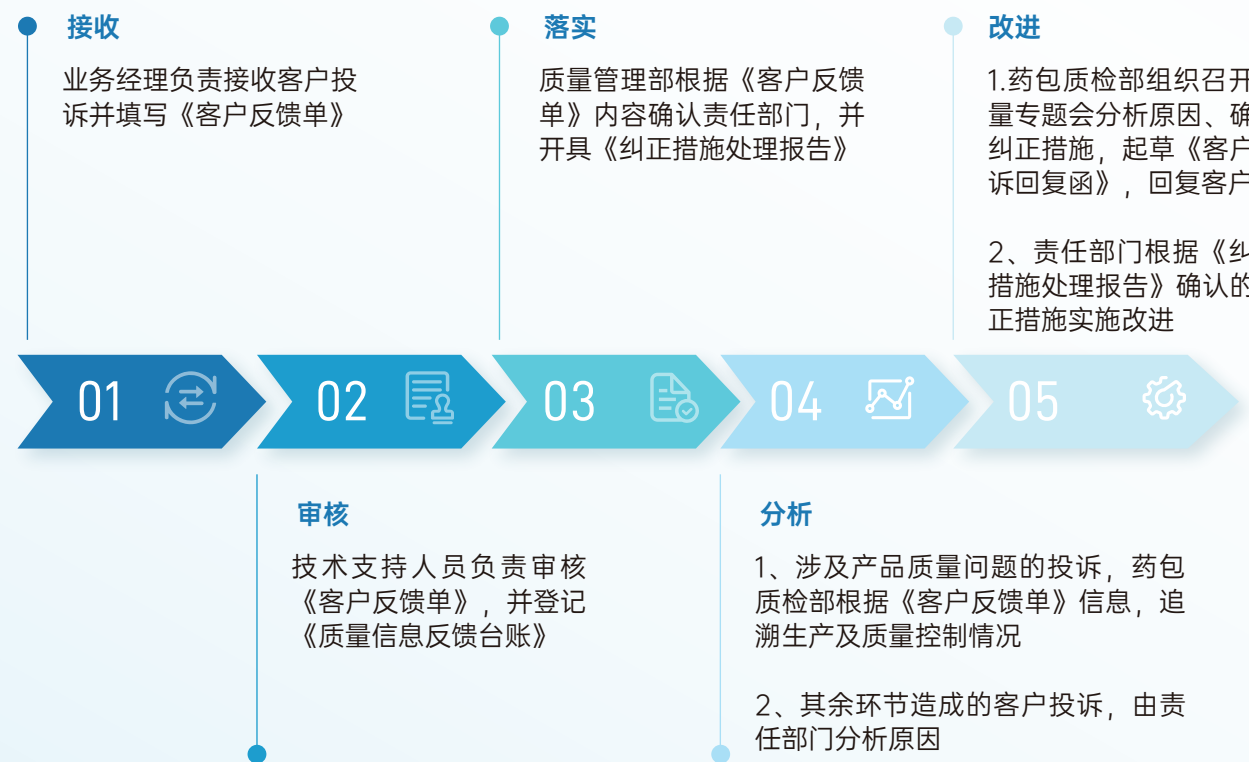 接收
业务经理负责接收客户投
诉并填写《客户反馈单》
落实
质量管理部根据《客户反馈
单》内容确认责任部门，并
开具《纠正措施处理报告》
改进
1.药包质检部组织召开
量专题会分析原因、确
纠正措施，起草《客户
诉回复函》，回复客户
2、责任部门根据《纠
措施处理报告》确认的
正措施实施改进
01
02
03
04
05
审核
技术支持人员负责审核
《客户反馈单》，并登记
《质量信息反馈台账》
分析
1、涉及产品质量问题的投诉，药包
质检部根据《客户反馈单》信息，追
溯生产及质量控制情况
2、其余环节造成的客户投诉，由责
任部门分析原因